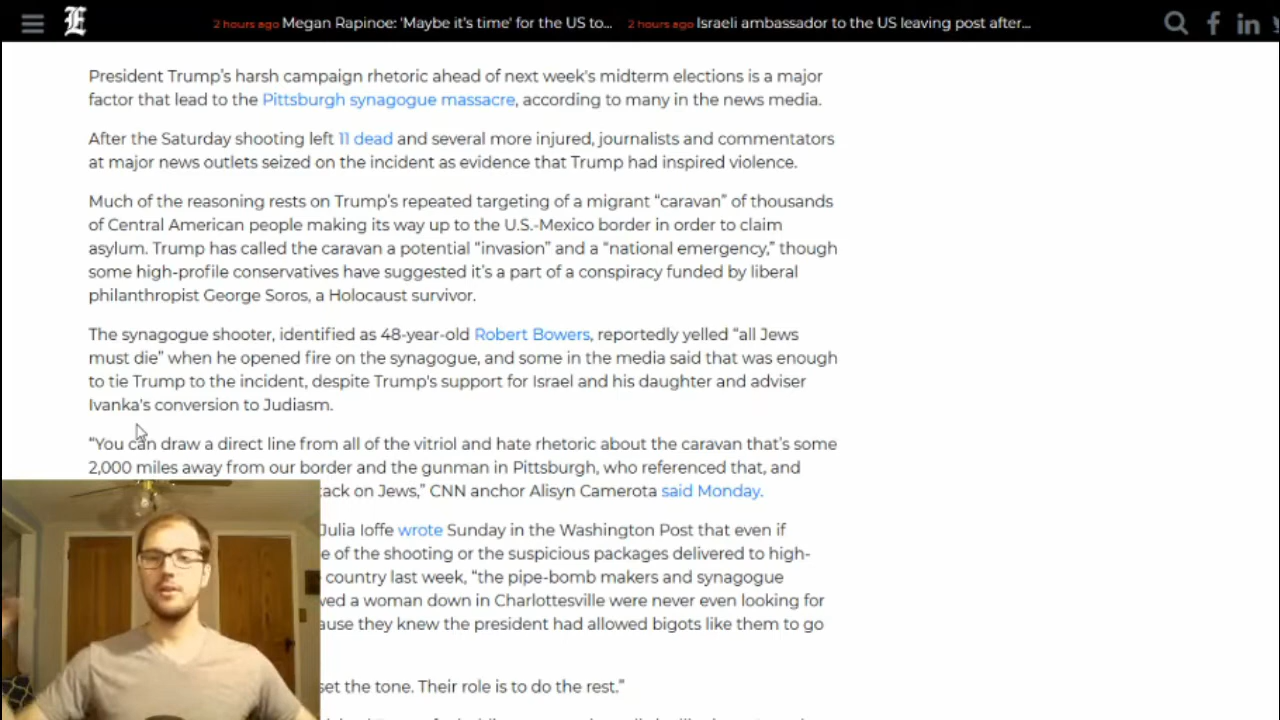 E 2 hours ago Megan Rapinoe: 'Maybe it's time' for the US to... 2 hours ago Israeli ambassador to the US leaving post after...
President Trump's harsh campaign rhetoric ahead of next week's midterm elections is a major
factor that lead to the Pittsburgh synagogue massacre, according to many in the news media.
After the Saturday shooting left 11 dead and several more injured, journalists and commentators
at major news outlets seized on the incident as evidence that Trump had inspired violence.
Much of the reasoning rests on Trump's repeated targeting of a migrant “caravan” of thousands
of Central American people making its way up to the U.S.-Mexico border in order to claim
asylum. Trump has called the caravan a potential “invasion” and a “national emergency,” though
some high-profile conservatives have suggested it's a part of a conspiracy funded by liberal
philanthropist George Soros, a Holocaust survivor.
The synagogue shooter, identified as 48-year-old Robert Bowers, reportedly yelled “all Jews
must die” when he opened fire on the synagogue, and some in the media said that was enough
to tie Trump to the incident, despite Trump's support for Israel and his daughter and adviser
Ivanka's conversion to Judiasm.
“You can draw a direct line from all of the vitriol and hate rhetoric about the caravan that's some
2,000 miles away from our border and the gunman in Pittsburgh, who referenced that, and
tack on Jews,” CNN anchor Alisyn Camerota said Monday.
Julia Ioffe wrote Sunday in the Washington Post that even if
e of the shooting or the suspicious packages delivered to high-
country last week, “the pipe-bomb makers and synagogue
wed a woman down in Charlottesville were never even looking for
ause they knew the president had allowed bigots like them to go
set the tone. Their role is to do the rest.”